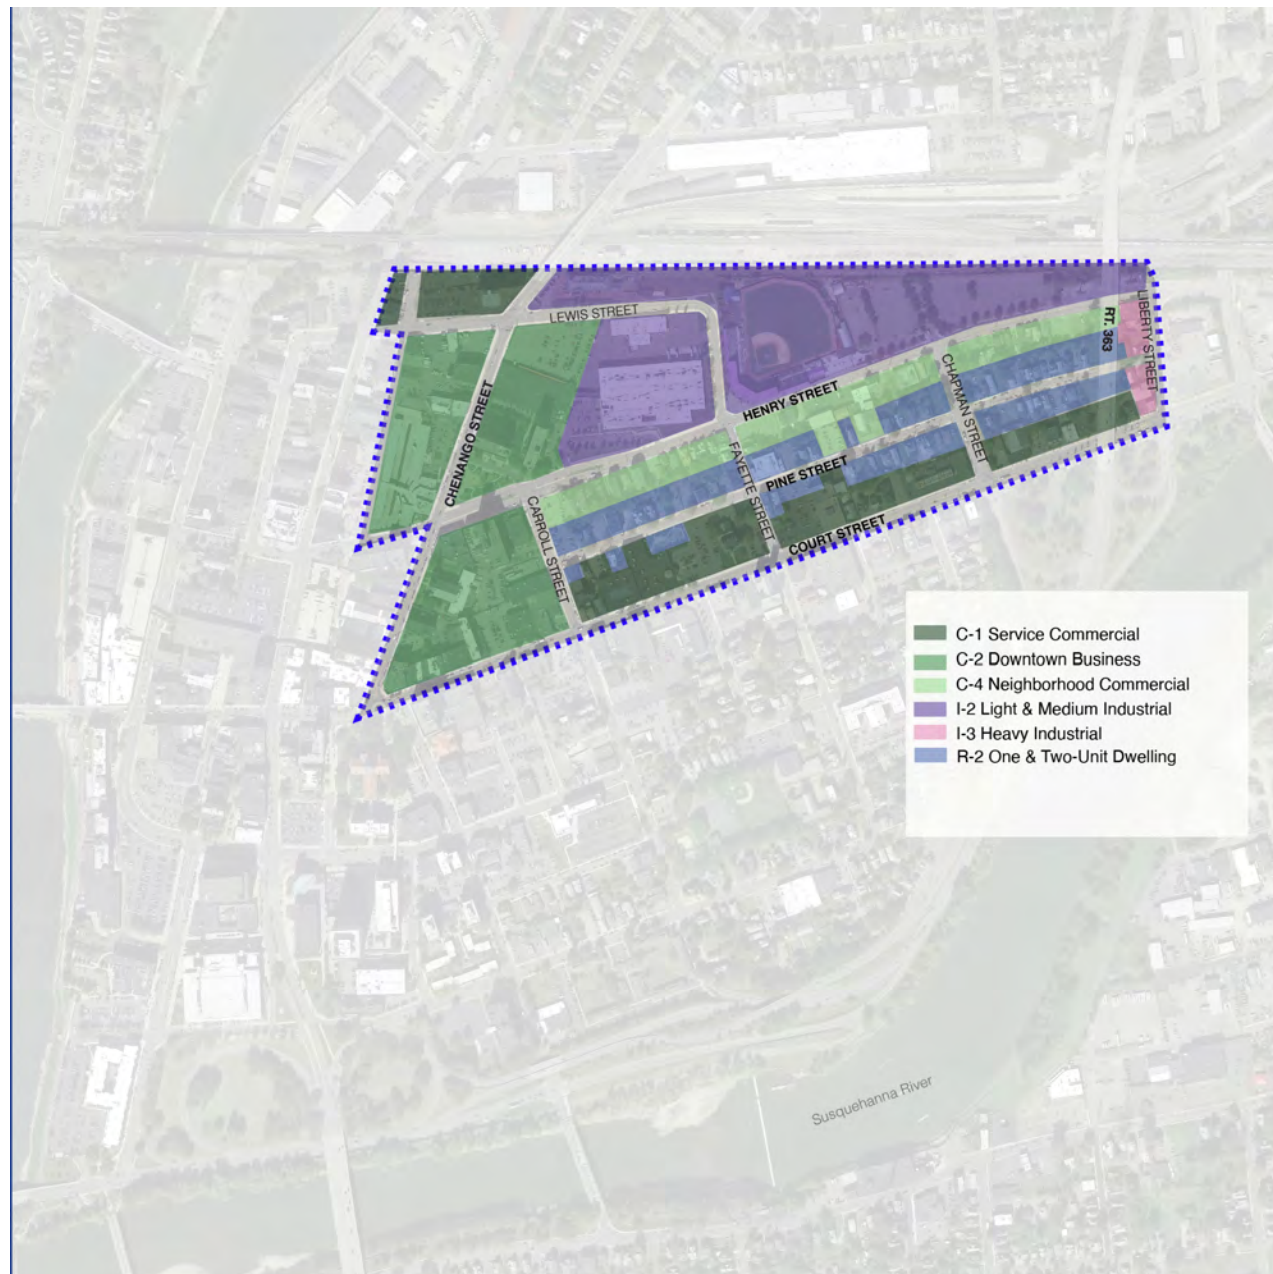 LEWIS STREET
CHENANGO STREET
HENRY STREET
CARROLL STREET
FAYETTE STREET
PINE STREET
COURT STREET
CHAPMAN STREET
RT. 363
LIBERTY STREET
C-1 Service Commercial
C-2 Downtown Business
C-4 Neighborhood Commercial
I-2 Light & Medium Industrial
I-3 Heavy Industrial
R-2 One & Two-Unit Dwelling
Susquehanna River